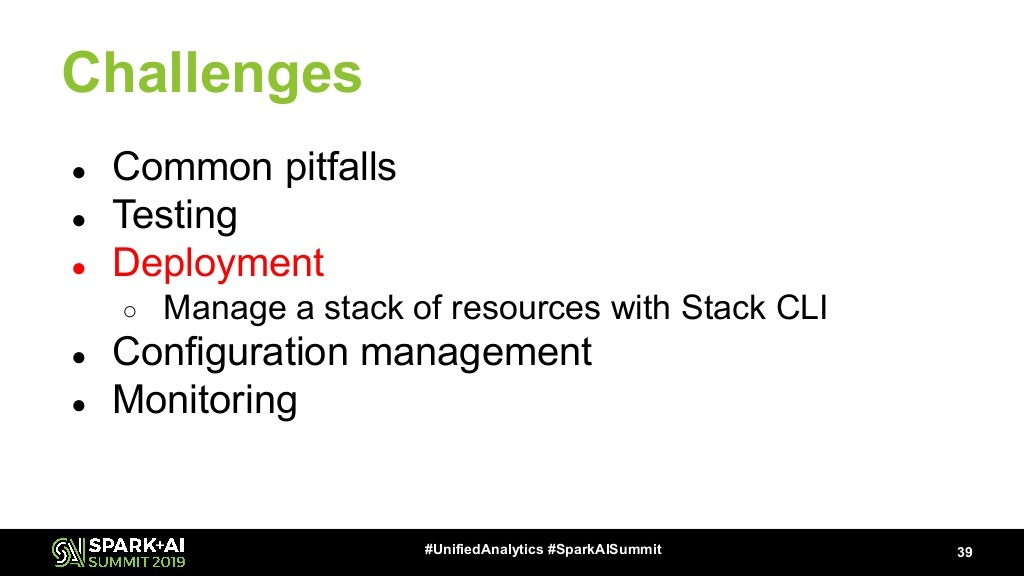 Challenges
● Common pitfalls
● Testing
● Deployment
○ Manage a stack of resources with Stack CLI
● Configuration management
● Monitoring
SPARK+AI
SUMMIT 2019
#UnifiedAnalytics #SparkAISummit
39